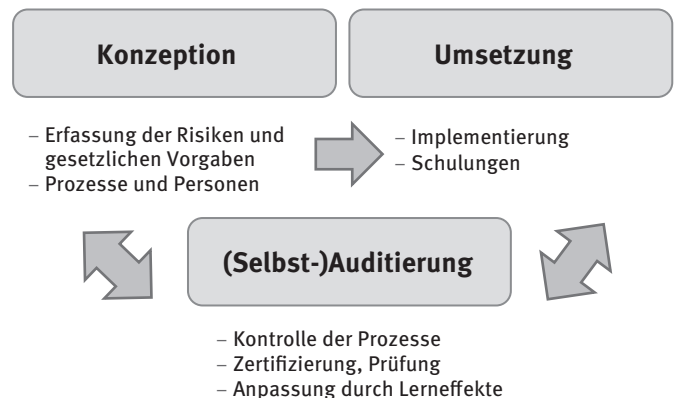 Konzeption
Umsetzung
– Erfassung der Risiken und
gesetzlichen Vorgaben
– Prozesse und Personen
– Implementierung
– Schulungen
(Selbst-)Auditierung
– Kontrolle der Prozesse
– Zertifizierung, Prüfung
– Anpassung durch Lerneffekte